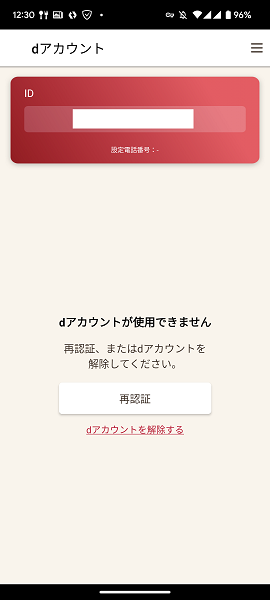 12:30
96%
dアカウント
ID
設定電話番号：-
dアカウントが使用できません
再認証、またはdアカウントを
解除してください。
再認証
dアカウントを解除する